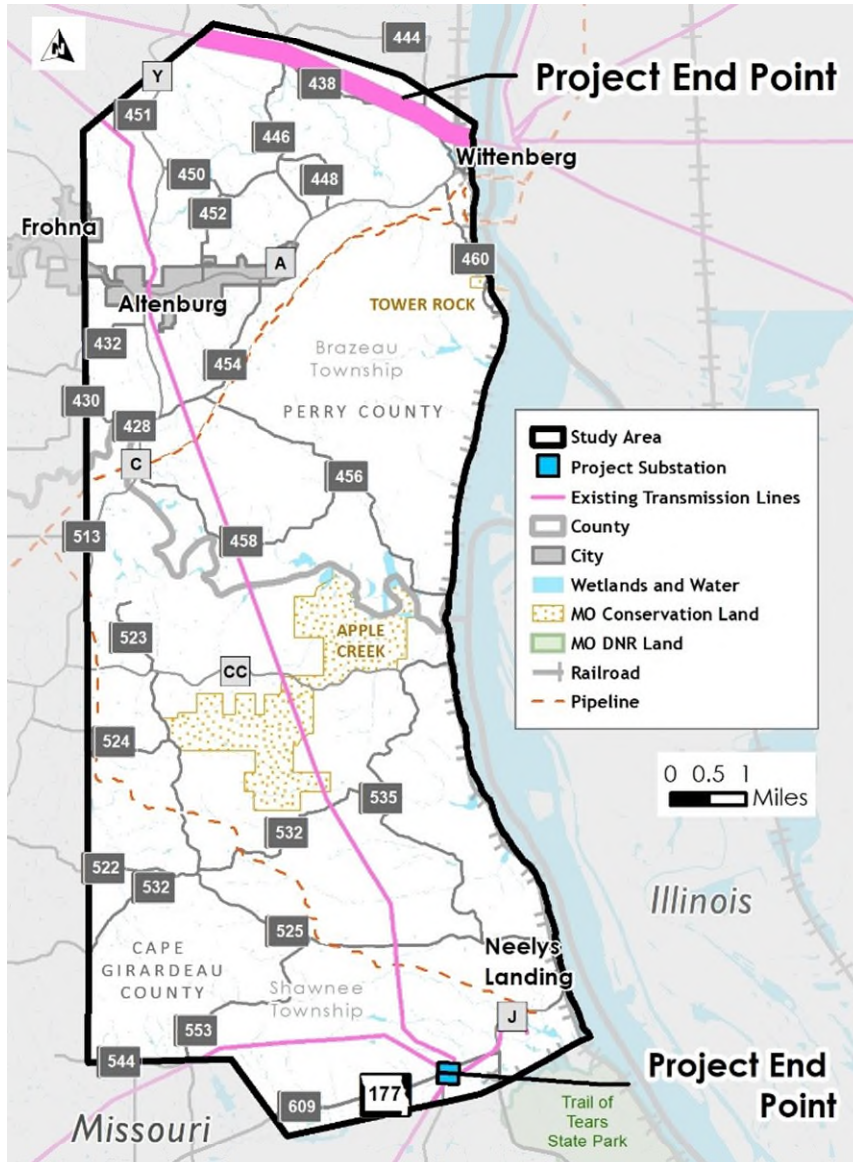 N
444
Y
438
Project End Point
451
446
Wittenberg
450
448
452
Frohna
A
460
Altenburg
TOWER ROCK
432
Brazeau
Township
454
430
PERRY COUNTY
428
C
456
513
458
523
APPLE
CREEK
CC
524
535
532
522
532
525
CAPE
GIRARDEAU
COUNTY
Shawnee
Township
Neelys
Landing
J
553
544
609
177
Missouri
Illinois
Project End
Point
Trail of
Tears
State Park
Study Area
Project Substation
Existing Transmission Lines
County
City
Wetlands and Water
MO Conservation Land
MO DNR Land
Railroad
Pipeline
0 0.5 1
Miles